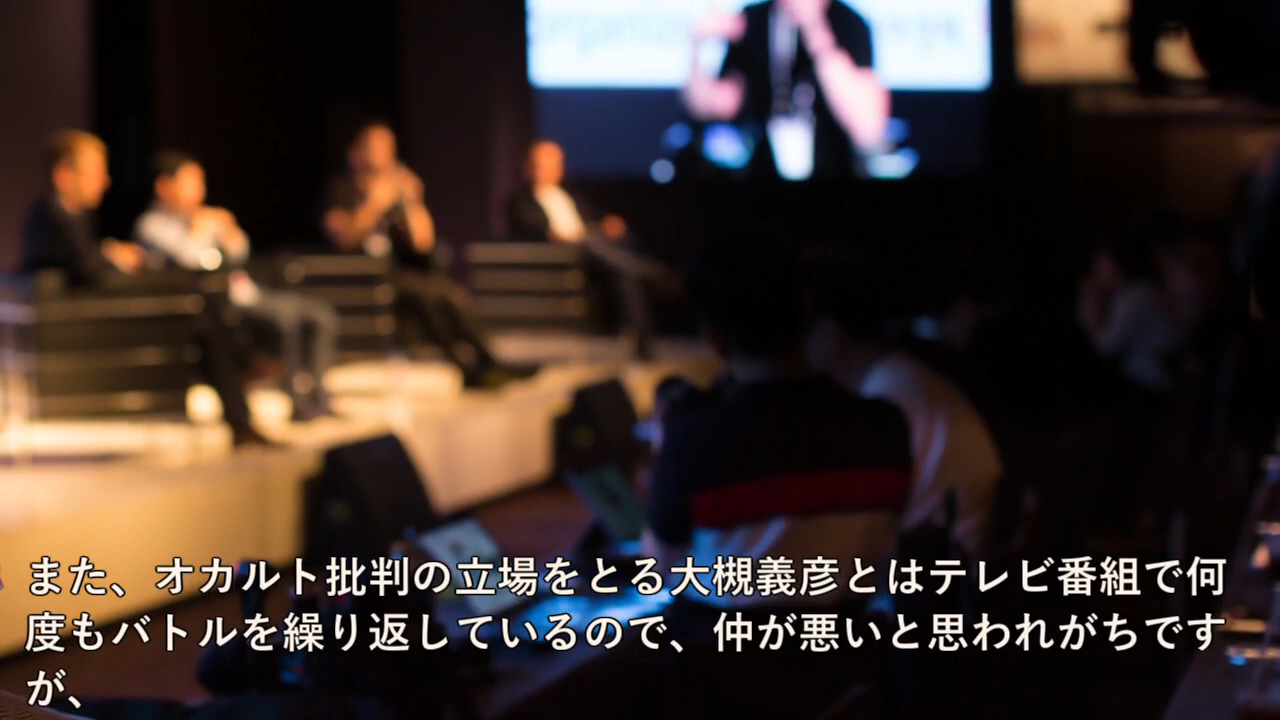 また、オカルト批判の立場をとる大槻義彦とはテレビ番組で何
度もバトルを繰り返しているので、仲が悪いと思われがちです
が、